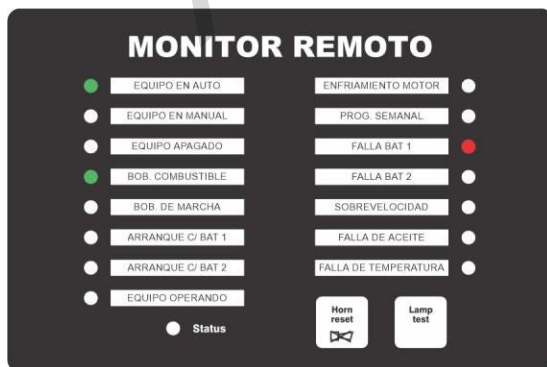 MONITOR REMOTO
EQUIPO EN AUTO
EQUIPO EN MANUAL
EQUIPO APAGADO
BOB. COMBUSTIBLE
BOB. DE MARCHA
ARRANQUE C/ BAT 1
ARRANQUE C/ BAT 2
EQUIPO OPERANDO
Status
ENFRIAMIENTO MOTOR
PROG. SEMANAL
FALLA BAT 1
FALLA BAT 2
SOBREVELOCIDAD
FALLA DE ACEITE
FALLA DE TEMPERATURA
Horn
reset
Lamp
test